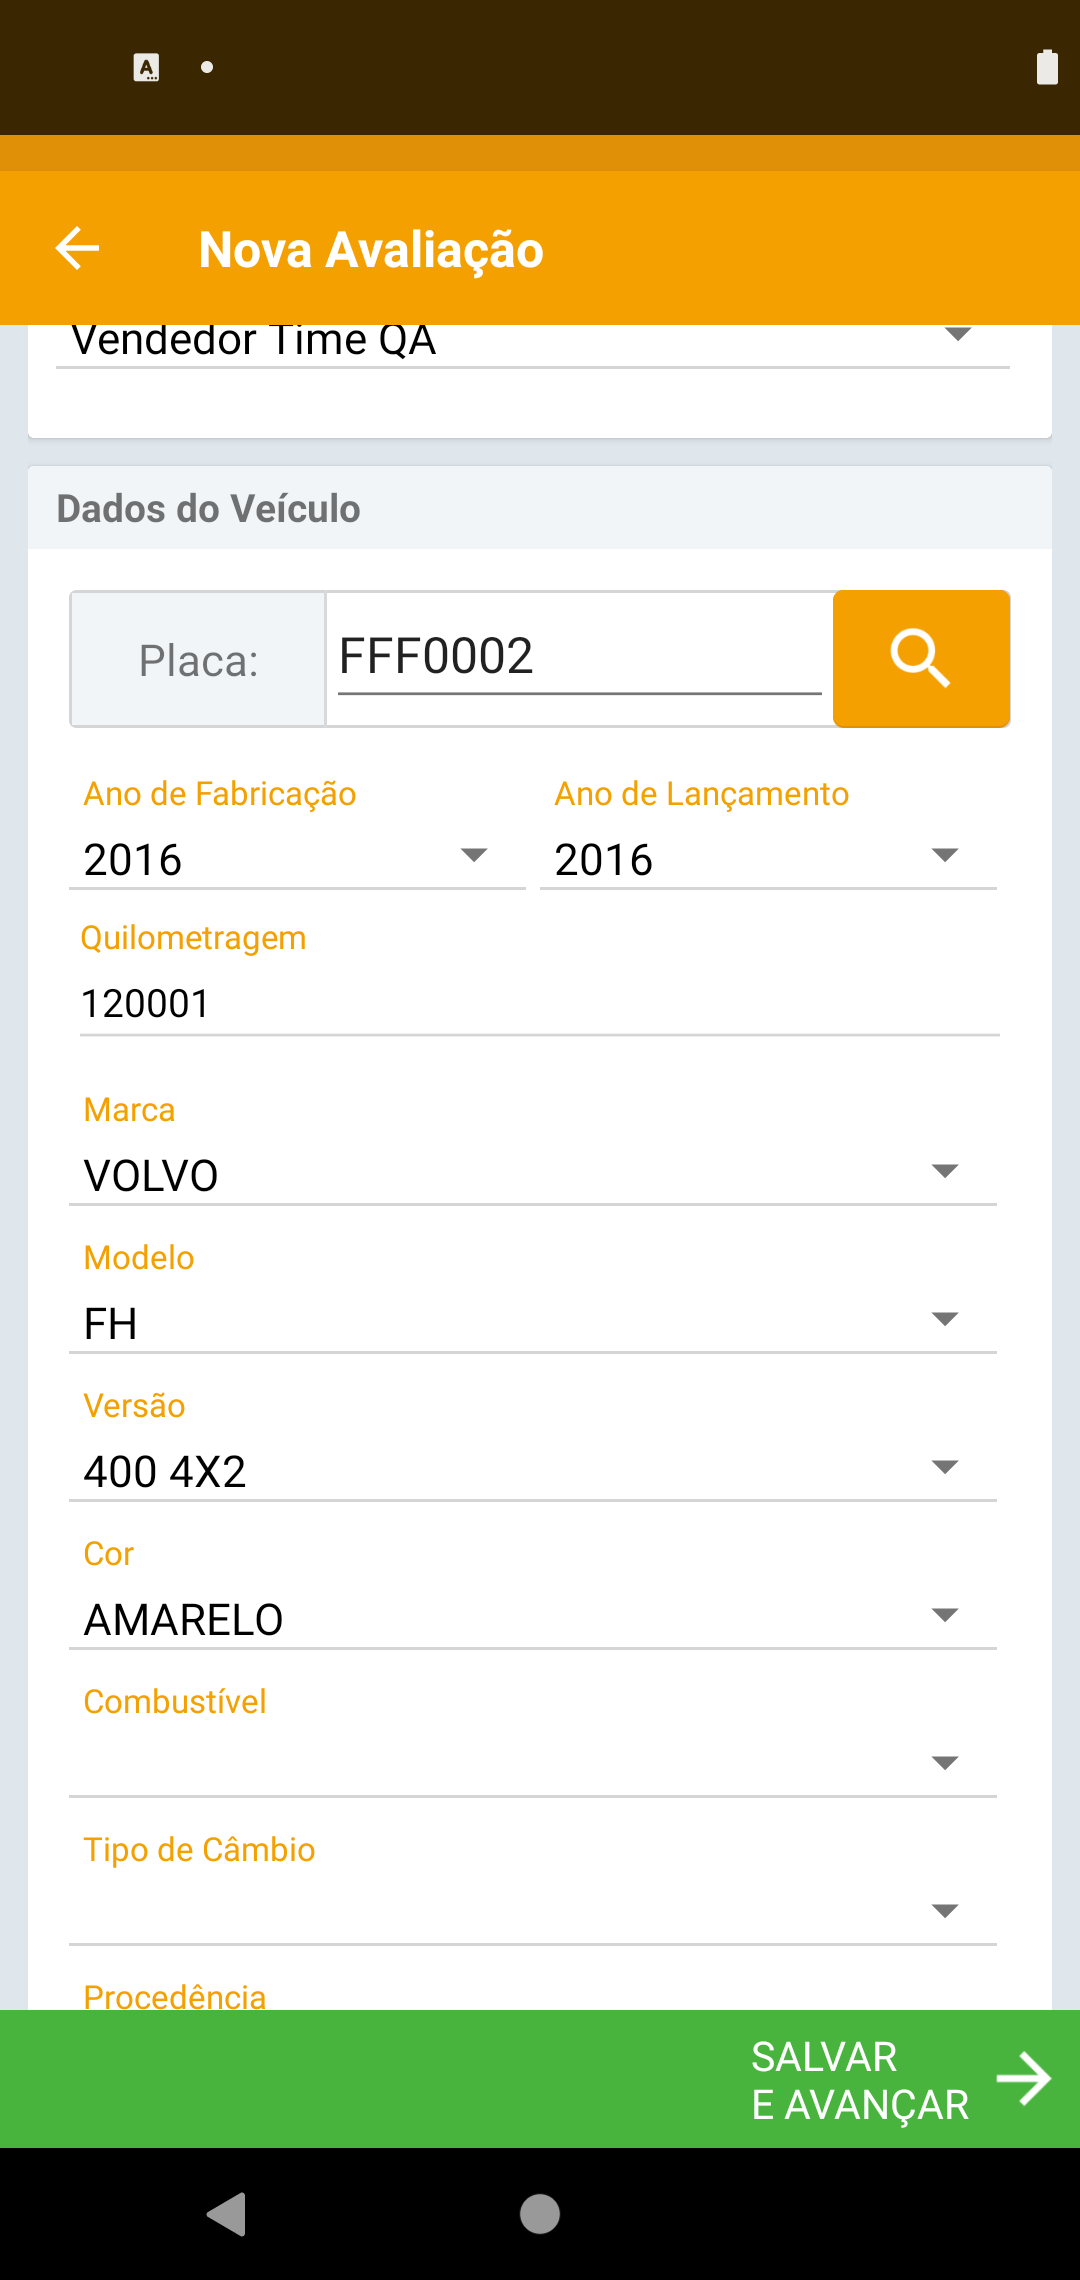 Nova Avaliação
Vendedor Time QA
Dados do Veículo
Placa:
FFF0002
Ano de Fabricação
Ano de Lançamento
2016
2016
Quilometragem
120001
Marca
VOLVO
Modelo
FH
Versão
400 4X2
Cor
AMARELO
Combustível
Tipo de Câmbio
Procedência
SALVAR
E AVANÇAR